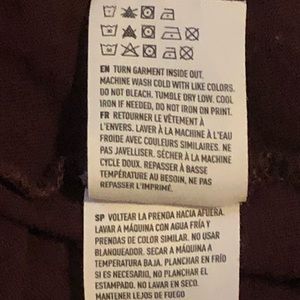 EN TURN GARMENT INSIDE OUT,
MACHINE WASH COLD WITH LIKE COLORS.
DO NOT BLEACH. TUMBLE DRY LOW. COOL
IRON IF NEEDED, DO NOT IRON ON PRINT.
FR RETOURNER LE VÊTEMENT À
L'ENVERS. LAVER À LA MACHINE À L'EAU
FROIDE AVEC COULEURS SIMILAIRES. NE
PAS JAVELLISER. SÉCHER À LA MACHINE
CYCLE DOUX. REPASSER À BASSE
TEMPÉRATURE AU BESOIN, NE PAS
REPASSER L'IMPRIMÉ.
SP VOLTEAR LA PRENDA HACIA AFUERA.
LAVAR A MÁQUINA CON AGUA FRÍA Y
PRENDAS DE COLOR SIMILAR. NO USAR
BLANQUEADOR. SECAR A MÁQUINA A
TEMPERATURA BAJA. PLANCHAR EN FRÍO
SI ES NECESARIO, NO PLANCHAR EL
ESTAMPADO. NO LAVAR EN SECO.
MANTENER LEJOS DE FUEGO